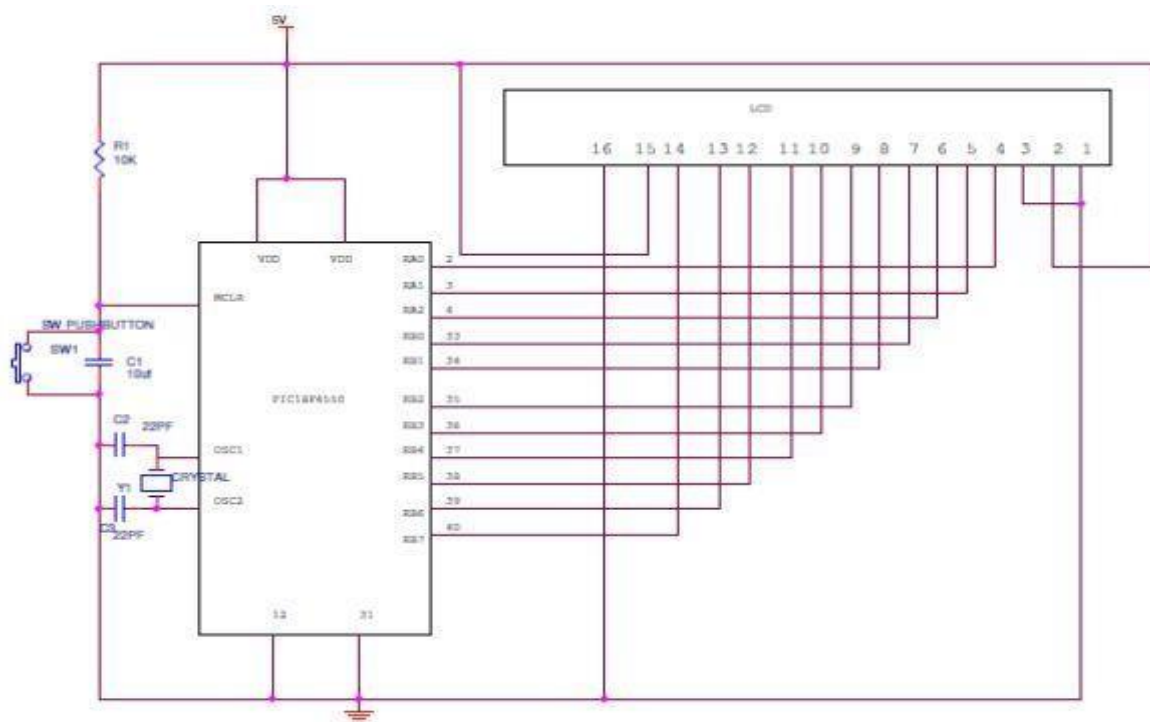 5V
LCD
R1
10K
16 15 14 13 12 11 10 9 8 7 6 5 4 3 2 1
VDD VDD
RA0 2
MCLR
RA1 3
RA2 4
SW PUSHBUTTON
RB0 33
SW1
C1
10uf
RB1 34
RB2 35
C2
22PF
RB3 36
OSC1
RB4 37
CRYSTAL
RB5 38
Y1
OSC2
RB6 39
C3
22PF
RB7 40
12 31